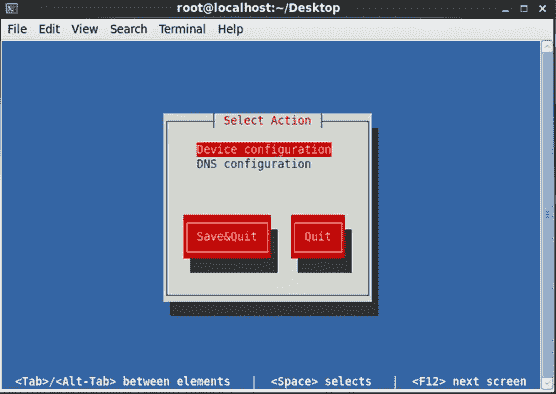 root@localhost:~/Desktop
File Edit View Search Terminal Help
Select Action
Device configuration
DNS configuration
Save&Quit Quit
<Tab>/<Alt-Tab> between elements | <Space> selects | <F12> next screen